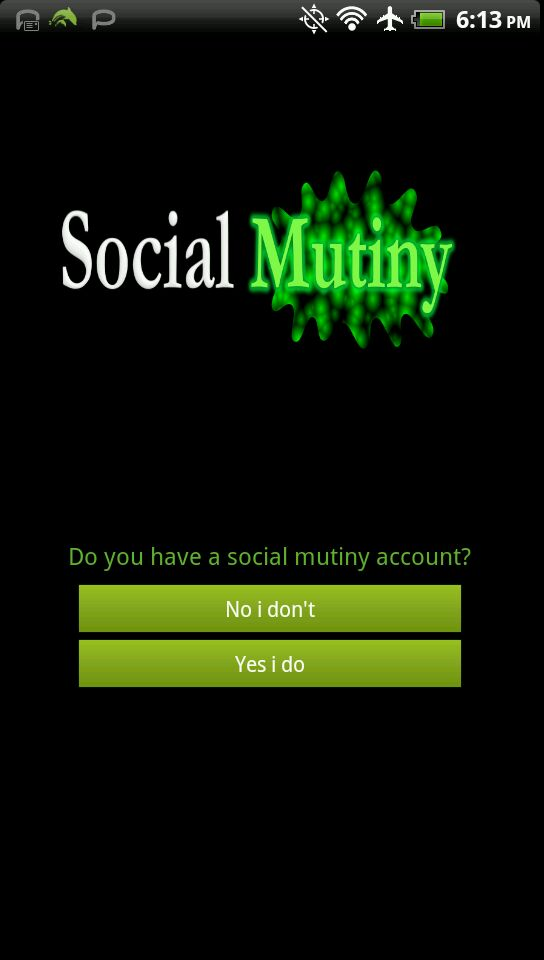 6:13 PM
Social Mutiny
Do you have a social mutiny account?
No i don't
Yes i do